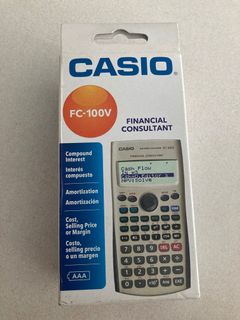 CASIO
FC-100V
FINANCIAL
CONSULTANT
Compound
Interest
Interés
compuesto
Amortization
Amortización
Cost,
Selling Price
or Margin
Costo,
selling precio
o un margen
AAA
CASIO
Cash Flow